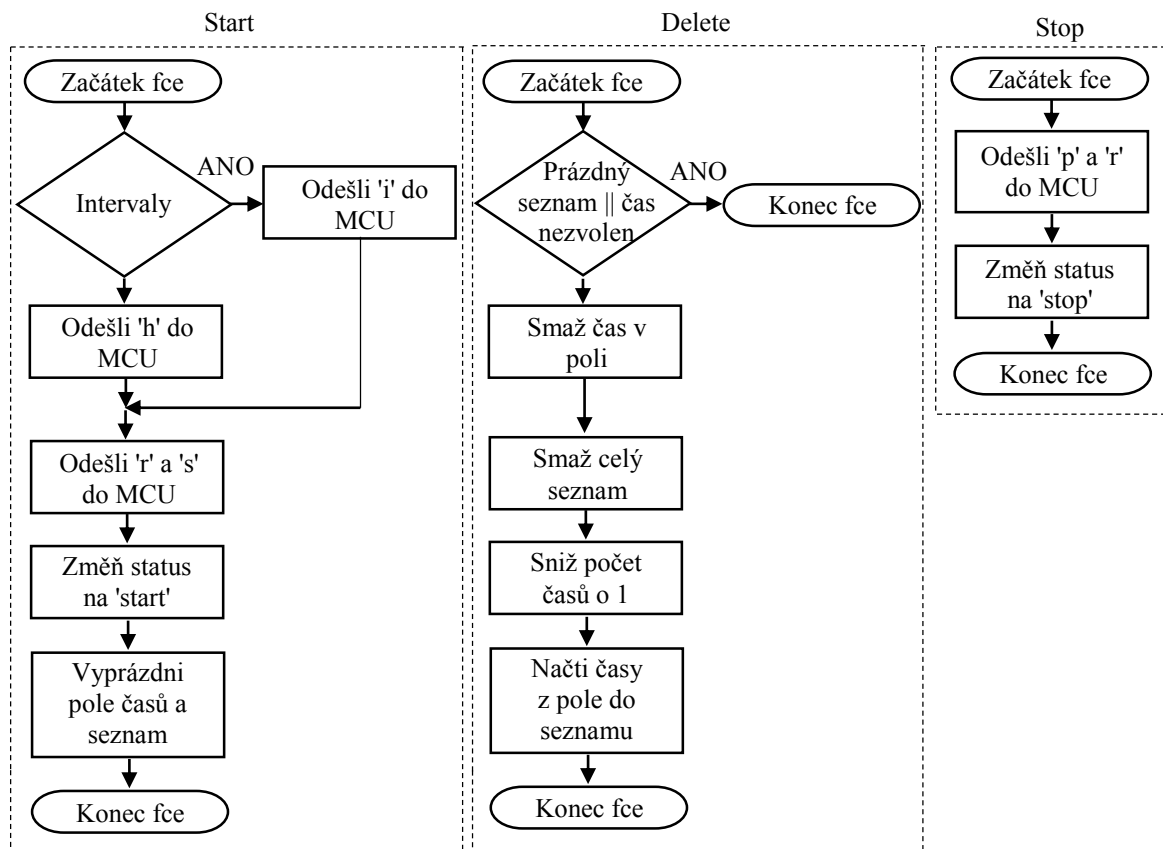 Start
Začátek fce
Intervaly
ANO
Odešli 'i' do
MCU
Odešli 'h' do
MCU
Odešli 'r' a 's'
do MCU
Změň status
na 'start'
Vyprázdni
pole časů a
seznam
Konec fce
Delete
Začátek fce
Prázdný
seznam || čas
nezvolen
ANO
Konec fce
Smaž čas v
poli
Smaž celý
seznam
Sniž počet
časů o 1
Načti časy
z pole do
seznamu
Konec fce
Stop
Začátek fce
Odešli 'p' a 'r'
do MCU
Změň status
na 'stop'
Konec fce